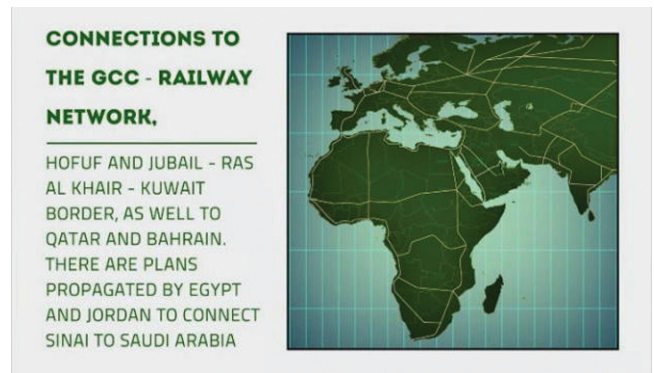 CONNECTIONS TO
THE GCC - RAILWAY
NETWORK,
HOFUF AND JUBAIL - RAS
AL KHAIR - KUWAIT
BORDER, AS WELL TO
QATAR AND BAHRAIN.
THERE ARE PLANS
PROPAGATED BY EGYPT
AND JORDAN TO CONNECT
SINAI TO SAUDI ARABIA